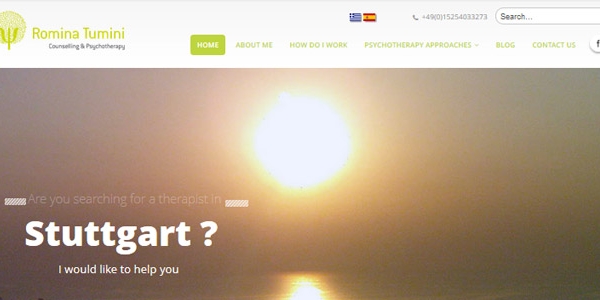 +49(0)15254033273
Search...
Romina Tumini
Counselling & Psychotherapy
HOME
ABOUT ME
HOW DO I WORK
PSYCHOTHERAPY APPROACHES
BLOG
CONTACT US
f
Are you searching for a therapist in
Stuttgart ?
I would like to help you